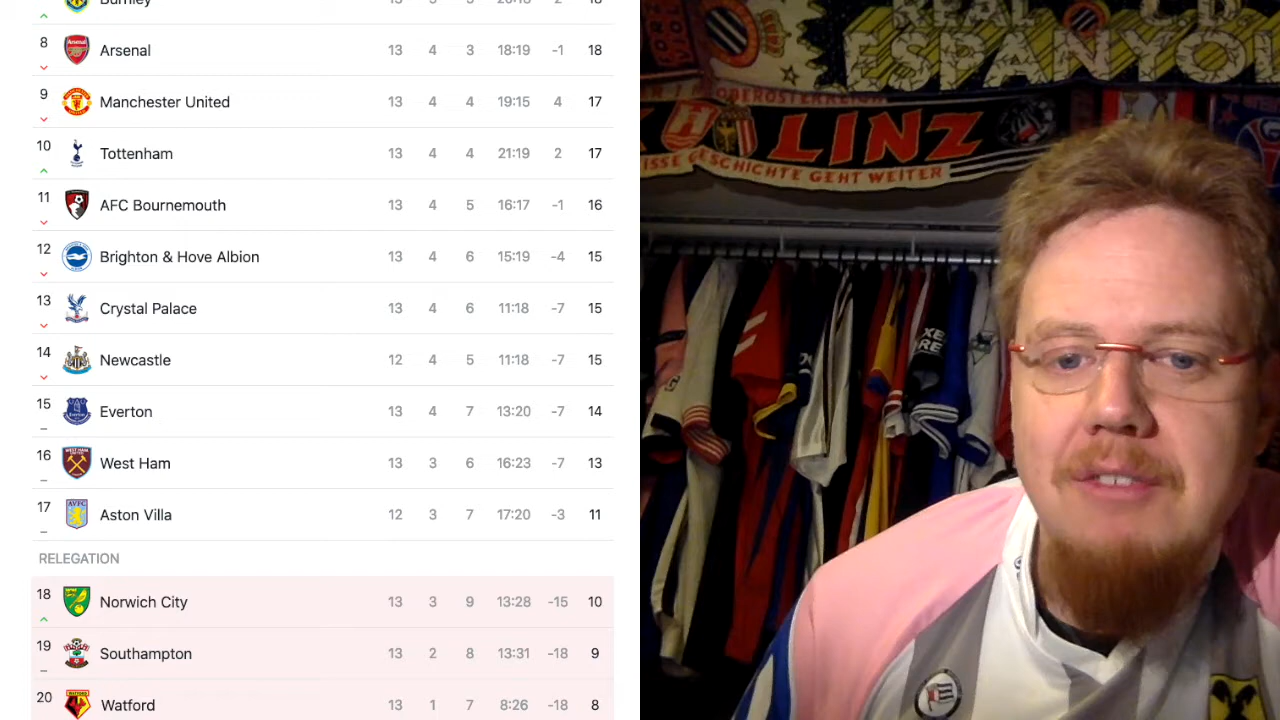 Burnley 13 18
8 Arsenal 13 4 3 18:19 -1 18
9 Manchester United 13 4 4 19:15 4 17
10 Tottenham 13 4 4 21:19 2 17
11 AFC Bournemouth 13 4 5 16:17 -1 16
12 Brighton & Hove Albion 13 4 6 15:19 -4 15
13 Crystal Palace 13 4 6 11:18 -7 15
14 Newcastle 12 4 5 11:18 -7 15
15 Everton 13 4 7 13:20 -7 14
16 West Ham 13 3 6 16:23 -7 13
17 Aston Villa 12 3 7 17:20 -3 11
RELEGATION
18 Norwich City 13 3 9 13:28 -15 10
19 Southampton 13 2 8 13:31 -18 9
20 Watford 13 1 7 8:26 -18 8
REAL C.D
ESPANYOL
OBERÖSTERREICH
LINZ
GESCHICHTE GEHT WEITER